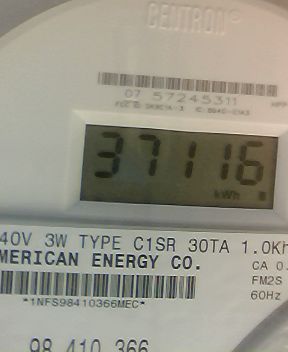 CENTRON®
07 57245311
37116
kWh
40V 3W TYPE C1SR 30TA 1.0Kh
MERICAN ENERGY CO.
CA 0.
FM2S
60Hz
*1NFS98410366MEC*
98 410 366